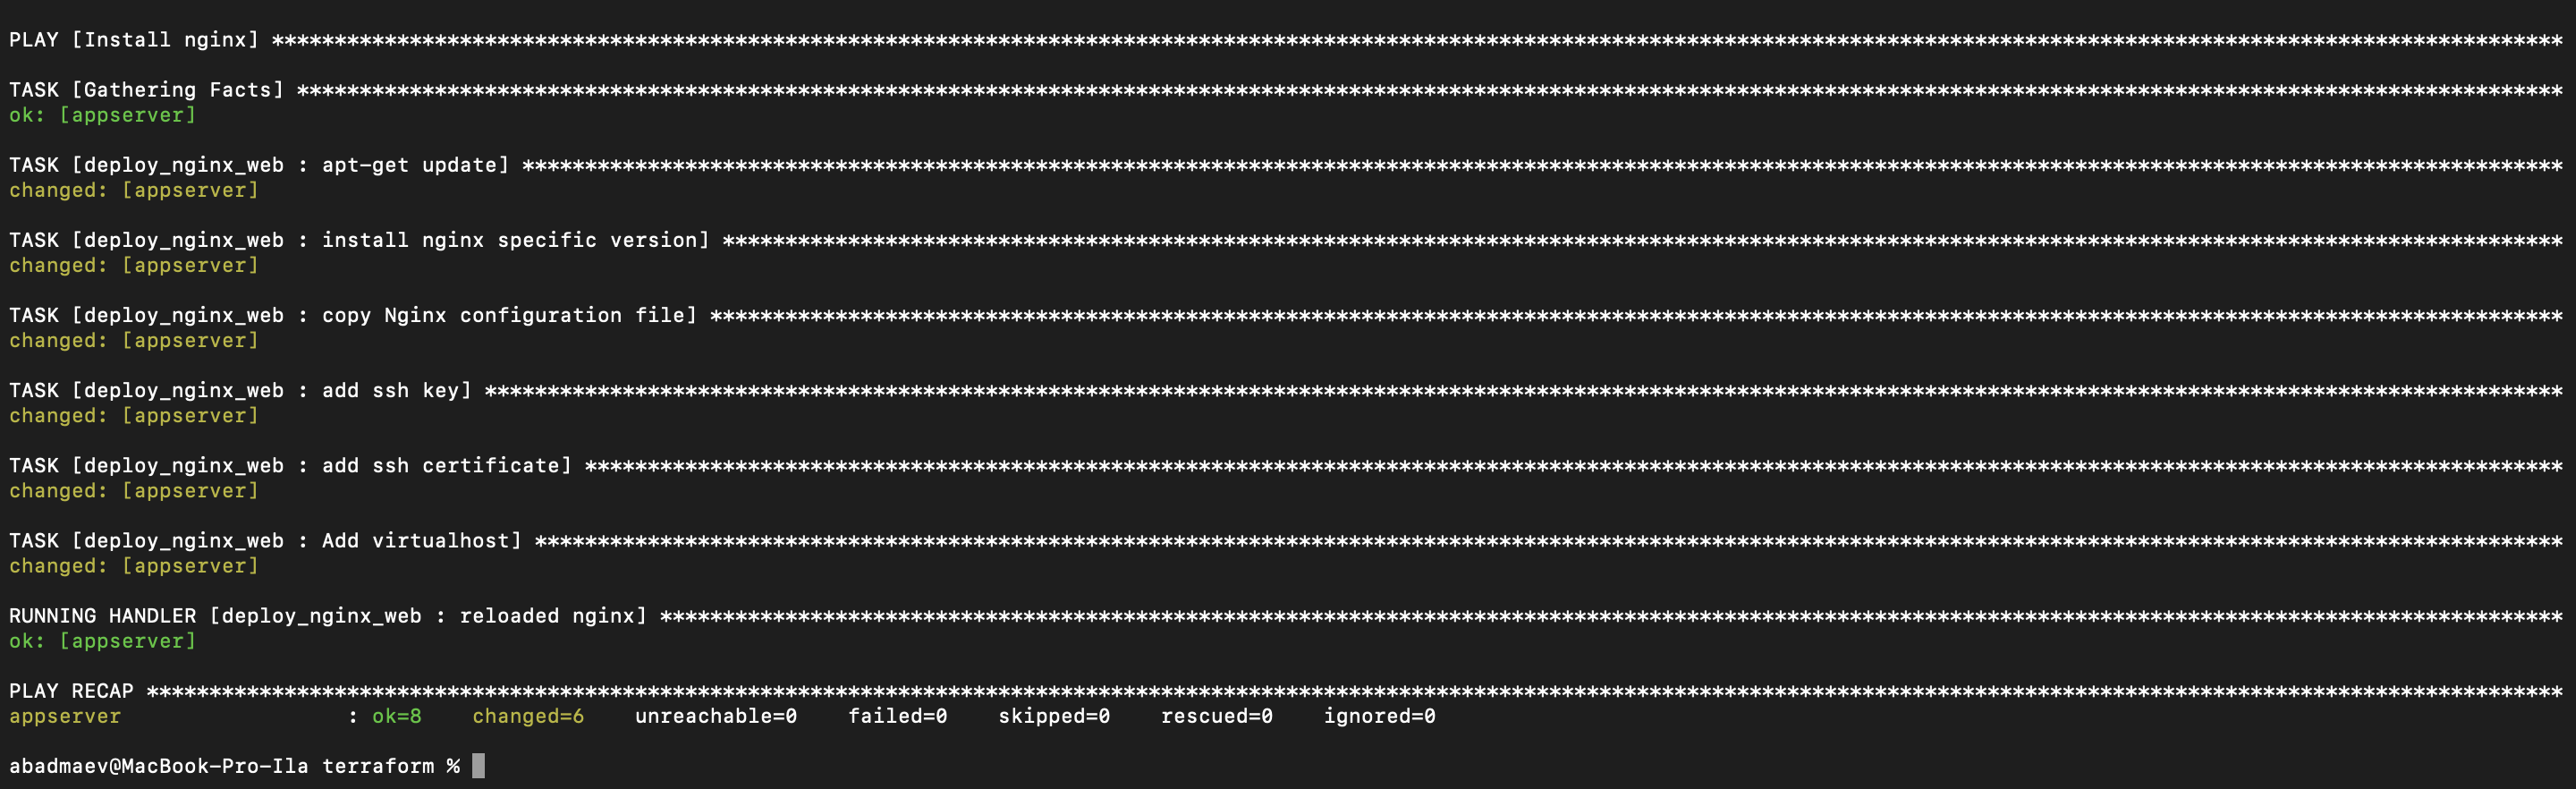 PLAY [Install nginx] ****************************************************************************************************************************************************************************************
TASK [Gathering Facts] **************************************************************************************************************************************************************************************
ok: [appserver]
TASK [deploy_nginx_web : apt-get update] ********************************************************************************************************************************************************************
changed: [appserver]
TASK [deploy_nginx_web : install nginx specific version] ****************************************************************************************************************************************************
changed: [appserver]
TASK [deploy_nginx_web : copy Nginx configuration file] *****************************************************************************************************************************************************
changed: [appserver]
TASK [deploy_nginx_web : add ssh key] ***********************************************************************************************************************************************************************
changed: [appserver]
TASK [deploy_nginx_web : add ssh certificate] ***************************************************************************************************************************************************************
changed: [appserver]
TASK [deploy_nginx_web : Add virtualhost] *******************************************************************************************************************************************************************
changed: [appserver]
RUNNING HANDLER [deploy_nginx_web : reloaded nginx] *********************************************************************************************************************************************************
ok: [appserver]
PLAY RECAP **************************************************************************************************************************************************************************************************
appserver                  : ok=8    changed=6    unreachable=0    failed=0    skipped=0    rescued=0    ignored=0
abadmaev@MacBook-Pro-Ila terraform %